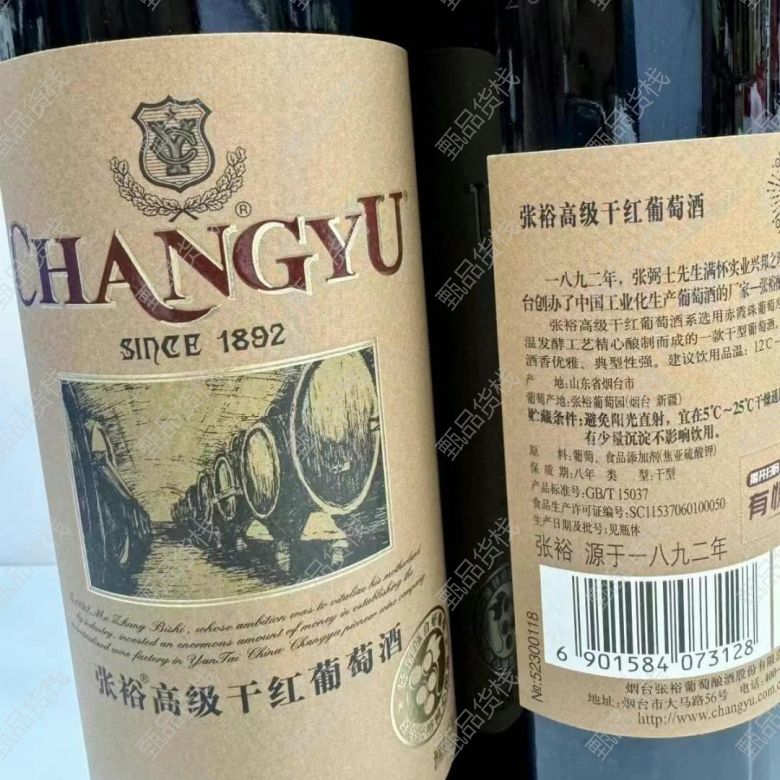 CHANGYU
®
SINCE 1892
In 1892 Mr. Zhang Bishi, whose ambition was to vitalize his motherland
by industry, invested an enormous amount of money in establishing the
wine factory in YanTai China Changyu pioneer wine company
张裕®高级干红葡萄酒
张裕高级干红葡萄酒
一八九二年，张弼士先生满怀实业兴邦之
台创办了中国工业化生产葡萄酒的厂家—张裕
张裕高级干红葡萄酒系选用赤霞珠葡萄
温发酵工艺精心酿制而成的一款干型葡萄酒,
酒香优雅、典型性强。建议饮用品温：12℃~
产 地:山东省烟台市
葡萄产地:张裕葡萄园(烟台 新疆)
贮藏条件:避免阳光直射，宜在5℃~25℃干燥通
有少量沉淀不影响饮用。
原 料:葡萄、食品添加剂(焦亚硫酸钾)
保 质 期:八年 类 型:干型
产品标准号:GB/T 15037
食品生产许可证编号:SC11537060100050
生产日期及批号:见瓶体
张裕 源于一八九二年
№:52300118
6 901584 073128
烟台张裕葡萄酿酒股份有限
地址:烟台市大马路56号 电话:400-
http://www.changyu.com
甄品货栈